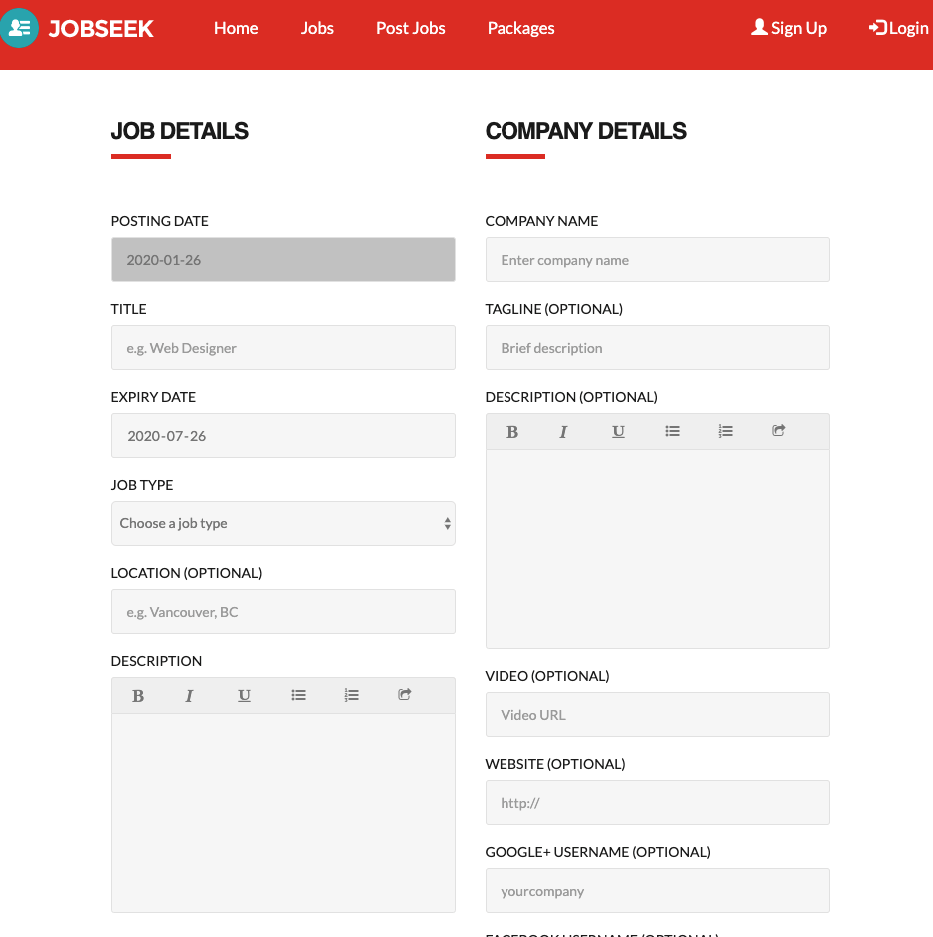 JOBSEEK
Home Jobs Post Jobs Packages Sign Up Login
JOB DETAILS
POSTING DATE
2020-01-26
TITLE
e.g. Web Designer
EXPIRY DATE
2020-07-26
JOB TYPE
Choose a job type
LOCATION (OPTIONAL)
e.g. Vancouver, BC
DESCRIPTION
B I U
COMPANY DETAILS
COMPANY NAME
Enter company name
TAGLINE (OPTIONAL)
Brief description
DESCRIPTION (OPTIONAL)
B I U
VIDEO (OPTIONAL)
Video URL
WEBSITE (OPTIONAL)
http://
GOOGLE+ USERNAME (OPTIONAL)
yourcompany
FACEBOOK USERNAME (OPTIONAL)